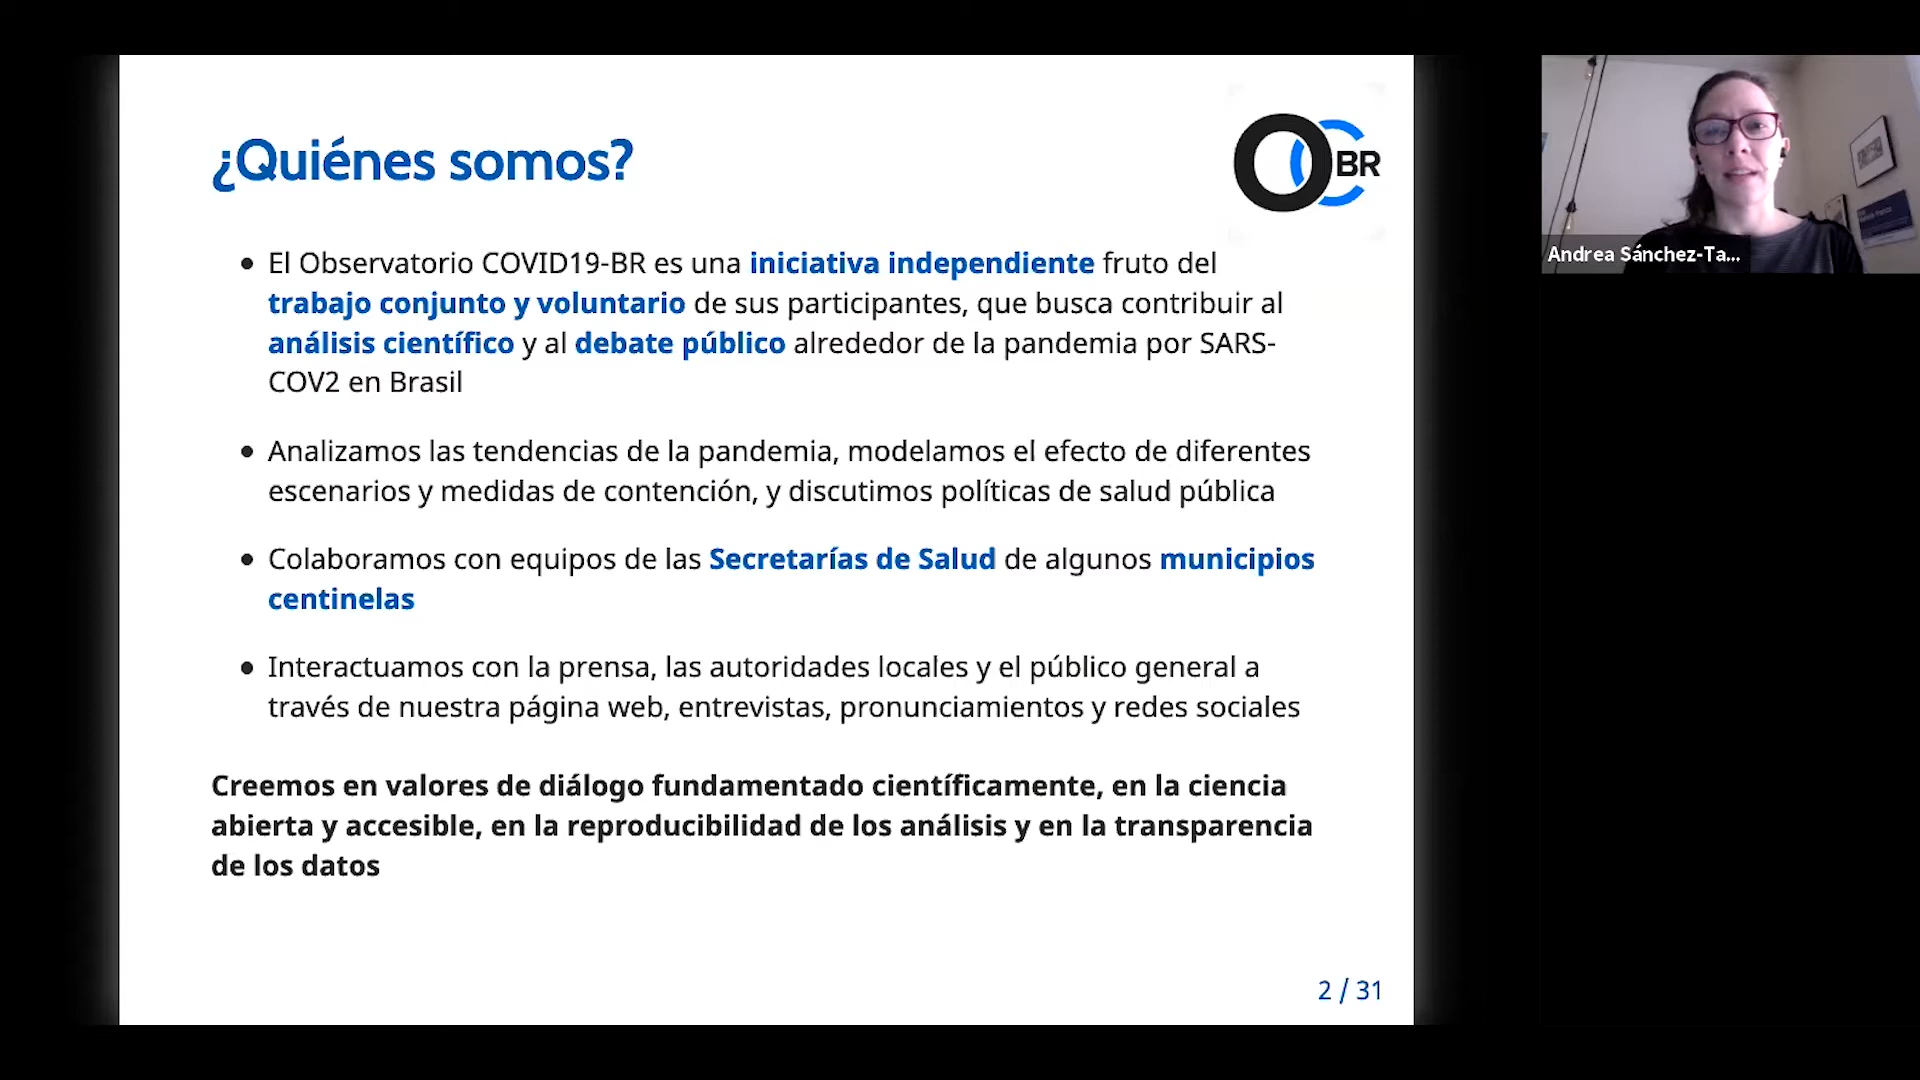 ¿Quiénes somos?
OC BR
El Observatorio COVID19-BR es una iniciativa independiente fruto del
trabajo conjunto y voluntario de sus participantes, que busca contribuir al
análisis científico y al debate público alrededor de la pandemia por SARS-
COV2 en Brasil
Analizamos las tendencias de la pandemia, modelamos el efecto de diferentes
escenarios y medidas de contención, y discutimos políticas de salud pública
Colaboramos con equipos de las Secretarías de Salud de algunos municipios
centinelas
Interactuamos con la prensa, las autoridades locales y el público general a
través de nuestra página web, entrevistas, pronunciamientos y redes sociales
Creemos en valores de diálogo fundamentado científicamente, en la ciencia
abierta y accesible, en la reproducibilidad de los análisis y en la transparencia
de los datos
2 / 31
Andrea Sánchez-Ta...